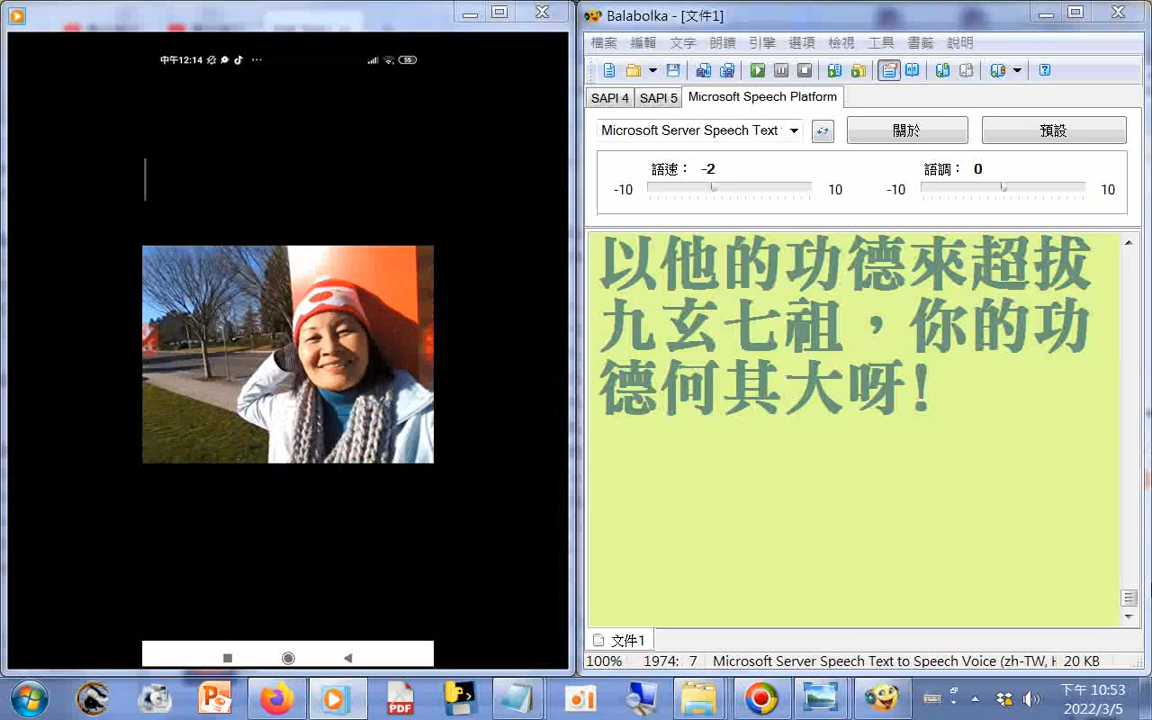 中午12:14
55
Balabolka - [文件1]
檔案 編輯 文字 朗讀 引擎 選項 檢視 工具 書籤 說明
SAPI 4 SAPI 5 Microsoft Speech Platform
Microsoft Server Speech Text 關於 預設
語速： -2 語調： 0
-10 10 -10 10
以他的功德來超拔
九玄七祖，你的功
德何其大呀!
文件1
100% 1974: 7 Microsoft Server Speech Text to Speech Voice (zh-TW, H 20 KB
PDF
下午 10:53
2022/3/5